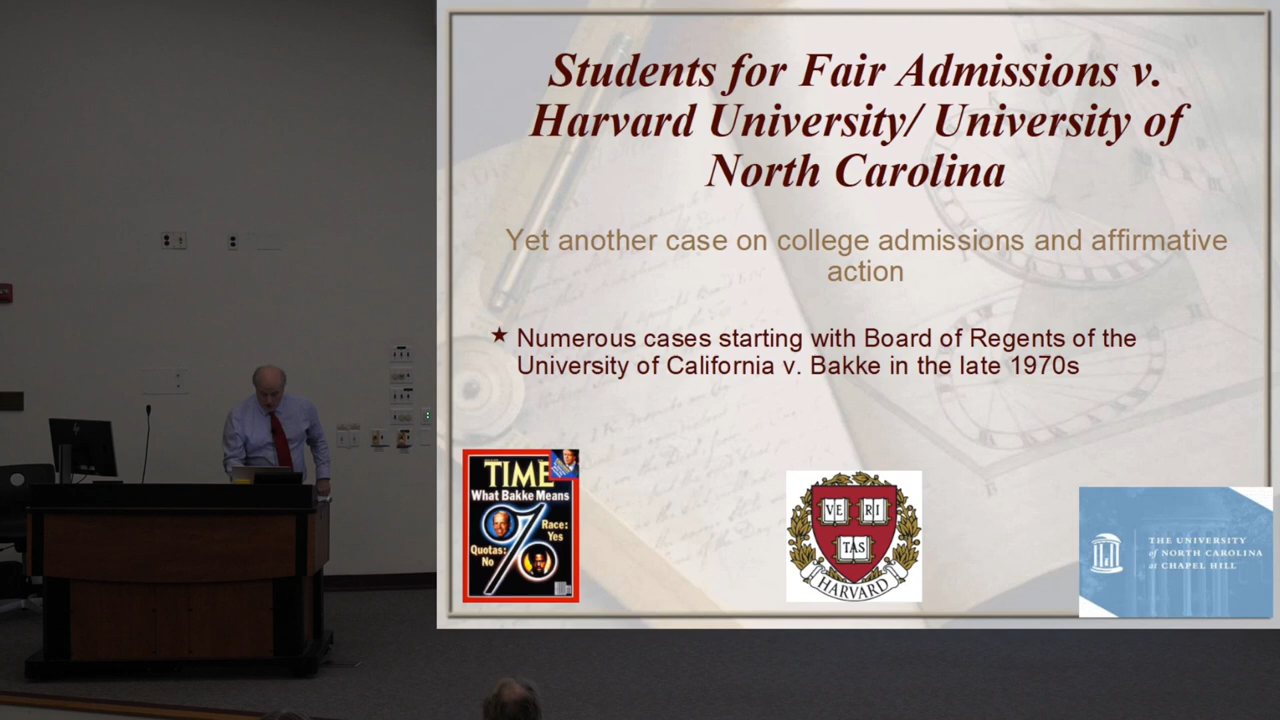 Students for Fair Admissions v.
Harvard University/ University of
North Carolina
Yet another case on college admissions and affirmative
action
★ Numerous cases starting with Board of Regents of the
University of California v. Bakke in the late 1970s
TIME
What Bakke Means
Race:
Yes
Quotas:
No
VE RI
TAS
HARVARD
THE UNIVERSITY
of NORTH CAROLINA
at CHAPEL HILL
hp